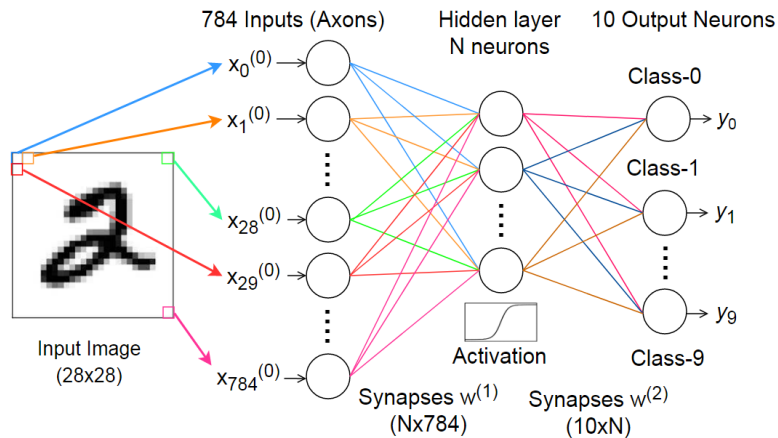 784 Inputs (Axons)
Hidden layer
N neurons
10 Output Neurons
x₀⁽⁰⁾
x₁⁽⁰⁾
x₂₈⁽⁰⁾
x₂₉⁽⁰⁾
x₇₈₄⁽⁰⁾
Input Image
(28x28)
2
Activation
Synapses w⁽¹⁾
(Nx784)
Synapses w⁽²⁾
(10xN)
Class-0
y₀
Class-1
y₁
y₉
Class-9